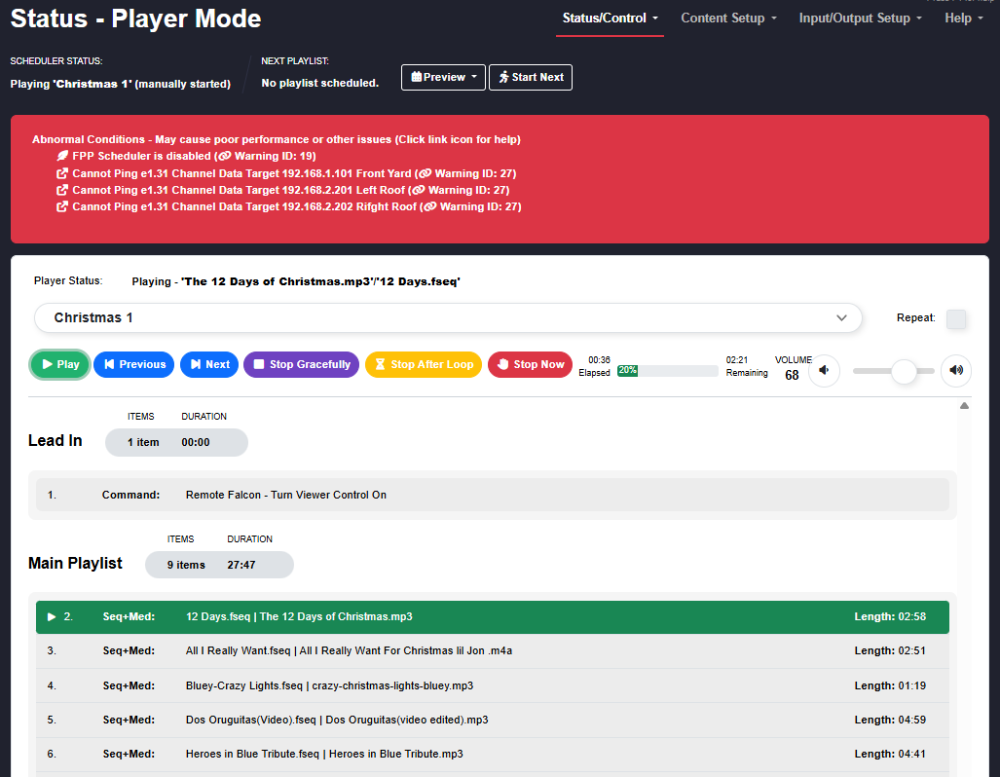 Status - Player Mode
Status/Control
Content Setup
Input/Output Setup
Help
SCHEDULER STATUS:
Playing 'Christmas 1' (manually started)
NEXT PLAYLIST:
No playlist scheduled.
Preview
Start Next
Abnormal Conditions - May cause poor performance or other issues (Click link icon for help)
FPP Scheduler is disabled ( Warning ID: 19)
Cannot Ping e1.31 Channel Data Target 192.168.1.101 Front Yard ( Warning ID: 27)
Cannot Ping e1.31 Channel Data Target 192.168.2.201 Left Roof ( Warning ID: 27)
Cannot Ping e1.31 Channel Data Target 192.168.2.202 Rifght Roof ( Warning ID: 27)
Player Status:
Playing - 'The 12 Days of Christmas.mp3'/'12 Days.fseq'
Christmas 1
Repeat:
Play
Previous
Next
Stop Gracefully
Stop After Loop
Stop Now
00:36
Elapsed
20%
02:21
Remaining
VOLUME
68
Lead In
ITEMS
DURATION
1 item
00:00
1. Command: Remote Falcon - Turn Viewer Control On
Main Playlist
ITEMS
DURATION
9 items
27:47
2. Seq+Med: 12 Days.fseq | The 12 Days of Christmas.mp3 Length: 02:58
3. Seq+Med: All I Really Want.fseq | All I Really Want For Christmas lil Jon .m4a Length: 02:51
4. Seq+Med: Bluey-Crazy Lights.fseq | crazy-christmas-lights-bluey.mp3 Length: 01:19
5. Seq+Med: Dos Oruguitas(Video).fseq | Dos Oruguitas(video edited).mp3 Length: 04:59
6. Seq+Med: Heroes in Blue Tribute.fseq | Heroes in Blue Tribute.mp3 Length: 04:41